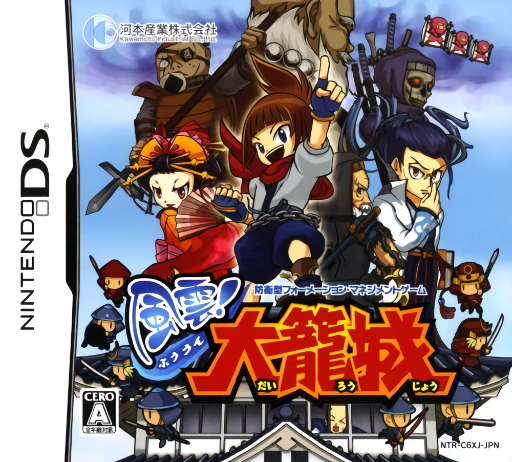 河本産業株式会社
Kawamoto Industrial Co., Ltd.
NINTENDO DS
防衛型フォーメーション・マネジメントゲーム
風雲!
ふううん
大籠城
だい ろう じょう
CERO
A
全年齢対象
NTR-C6XJ-JPN